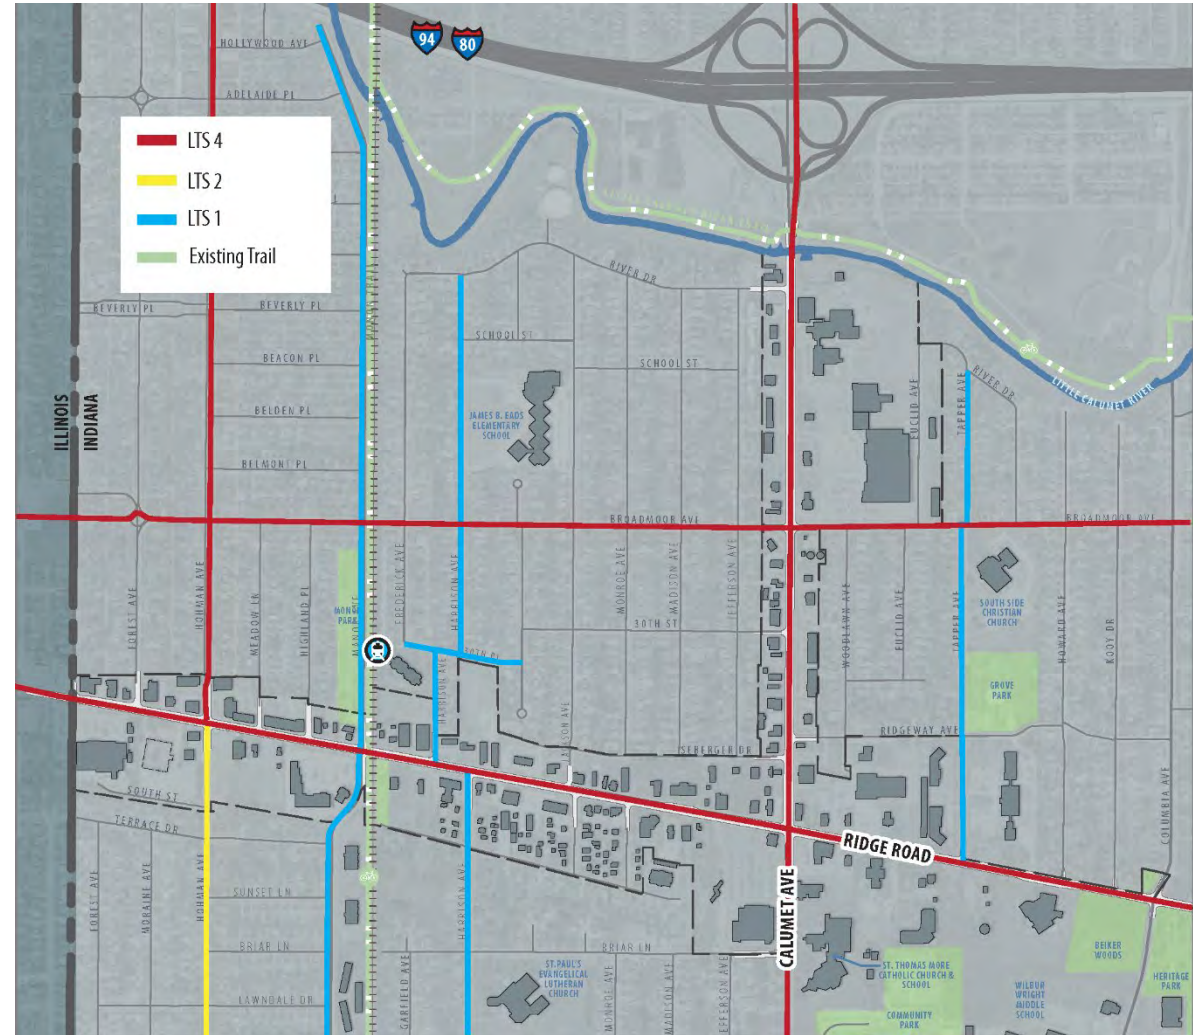 HOLLYWOOD AVE
94
80
ADELAIDE PL
LTS 4
LTS 2
LTS 1
Existing Trail
RIVER DR
BEVERLY PL
BEVERLY PL
SCHOOL ST
SCHOOL ST
BEACON PL
RIVER DR
LITTLE CALUMET RIVER
EUCLID AVE
TAPPER AVE
ILLINOIS
INDIANA
BELDEN PL
JAMES B. EADS
ELEMENTARY
SCHOOL
BELMONT PL
BROADMOOR AVE
BROADMOOR AVE
FOREST AVE
HOHMAN AVE
MEADOW LN
HIGHLAND PL
MANOR AVE
FREDERICK AVE
HARRISON AVE
MONROE AVE
MADISON AVE
JEFFERSON AVE
WOODLAWN AVE
EUCLID AVE
TAPPER AVE
HOWARD AVE
KOOY DR
SOUTH SIDE
CHRISTIAN
CHURCH
PARK
30TH ST
HARRISON AVE
GROVE
PARK
JACKSON AVE
SEBERGER DR
RIDGEWAY AVE
COLUMBIA AVE
SOUTH ST
TERRACE DR
RIDGE ROAD
CALUMET AVE
FOREST AVE
MORAINE AVE
HOHMAN AVE
HARRISON AVE
SUNSET LN
BRIAR LN
BRIAR LN
LAWNDALE DR
GARFIELD AVE
ST. PAUL'S
EVANGELICAL
LUTHERAN
CHURCH
MONROE AVE
MADISON AVE
JEFFERSON AVE
ST. THOMAS MORE
CATHOLIC CHURCH &
SCHOOL
COMMUNITY
PARK
WILBUR
WRIGHT
MIDDLE
SCHOOL
BEIKER
WOODS
HERITAGE
PARK